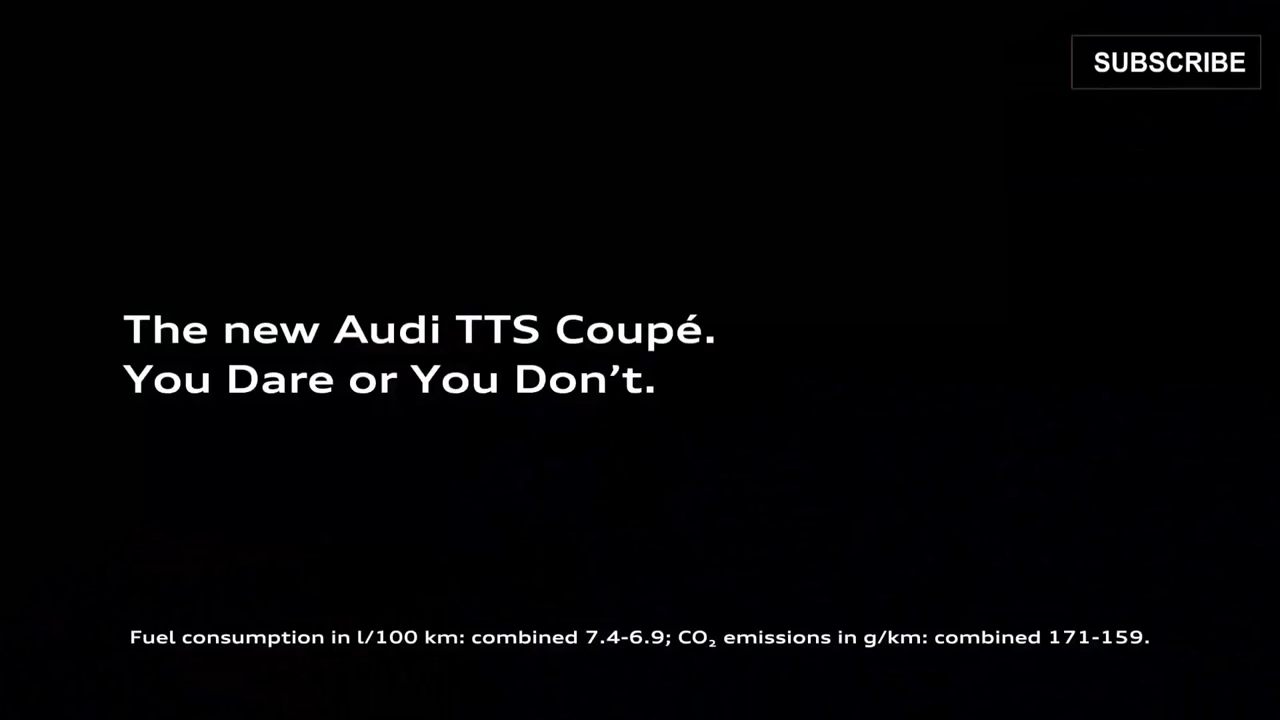 SUBSCRIBE
The new Audi TTS Coupé.
You Dare or You Don’t.
Fuel consumption in l/100 km: combined 7.4-6.9; CO₂ emissions in g/km: combined 171-159.